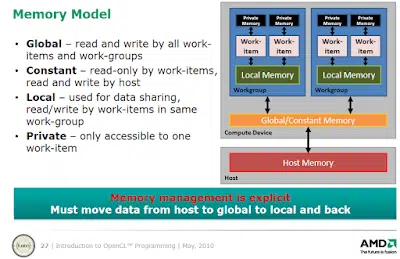 Memory Model
• Global – read and write by all work-
items and work-groups
• Constant – read-only by work-items,
read and write by host
• Local – used for data sharing,
read/write by work-items in same
work-group
• Private – only accessible to one
work-item
Private Memory Private Memory Private Memory Private Memory
Work-item Work-item Work-item Work-item
Local Memory Local Memory
Workgroup Workgroup
Global/Constant Memory
Compute Device
Host Memory
Host
Memory management is explicit
Must move data from host to global to local and back
27 | Introduction to OpenCL™ Programming | May, 2010
AMD
The future is fusion